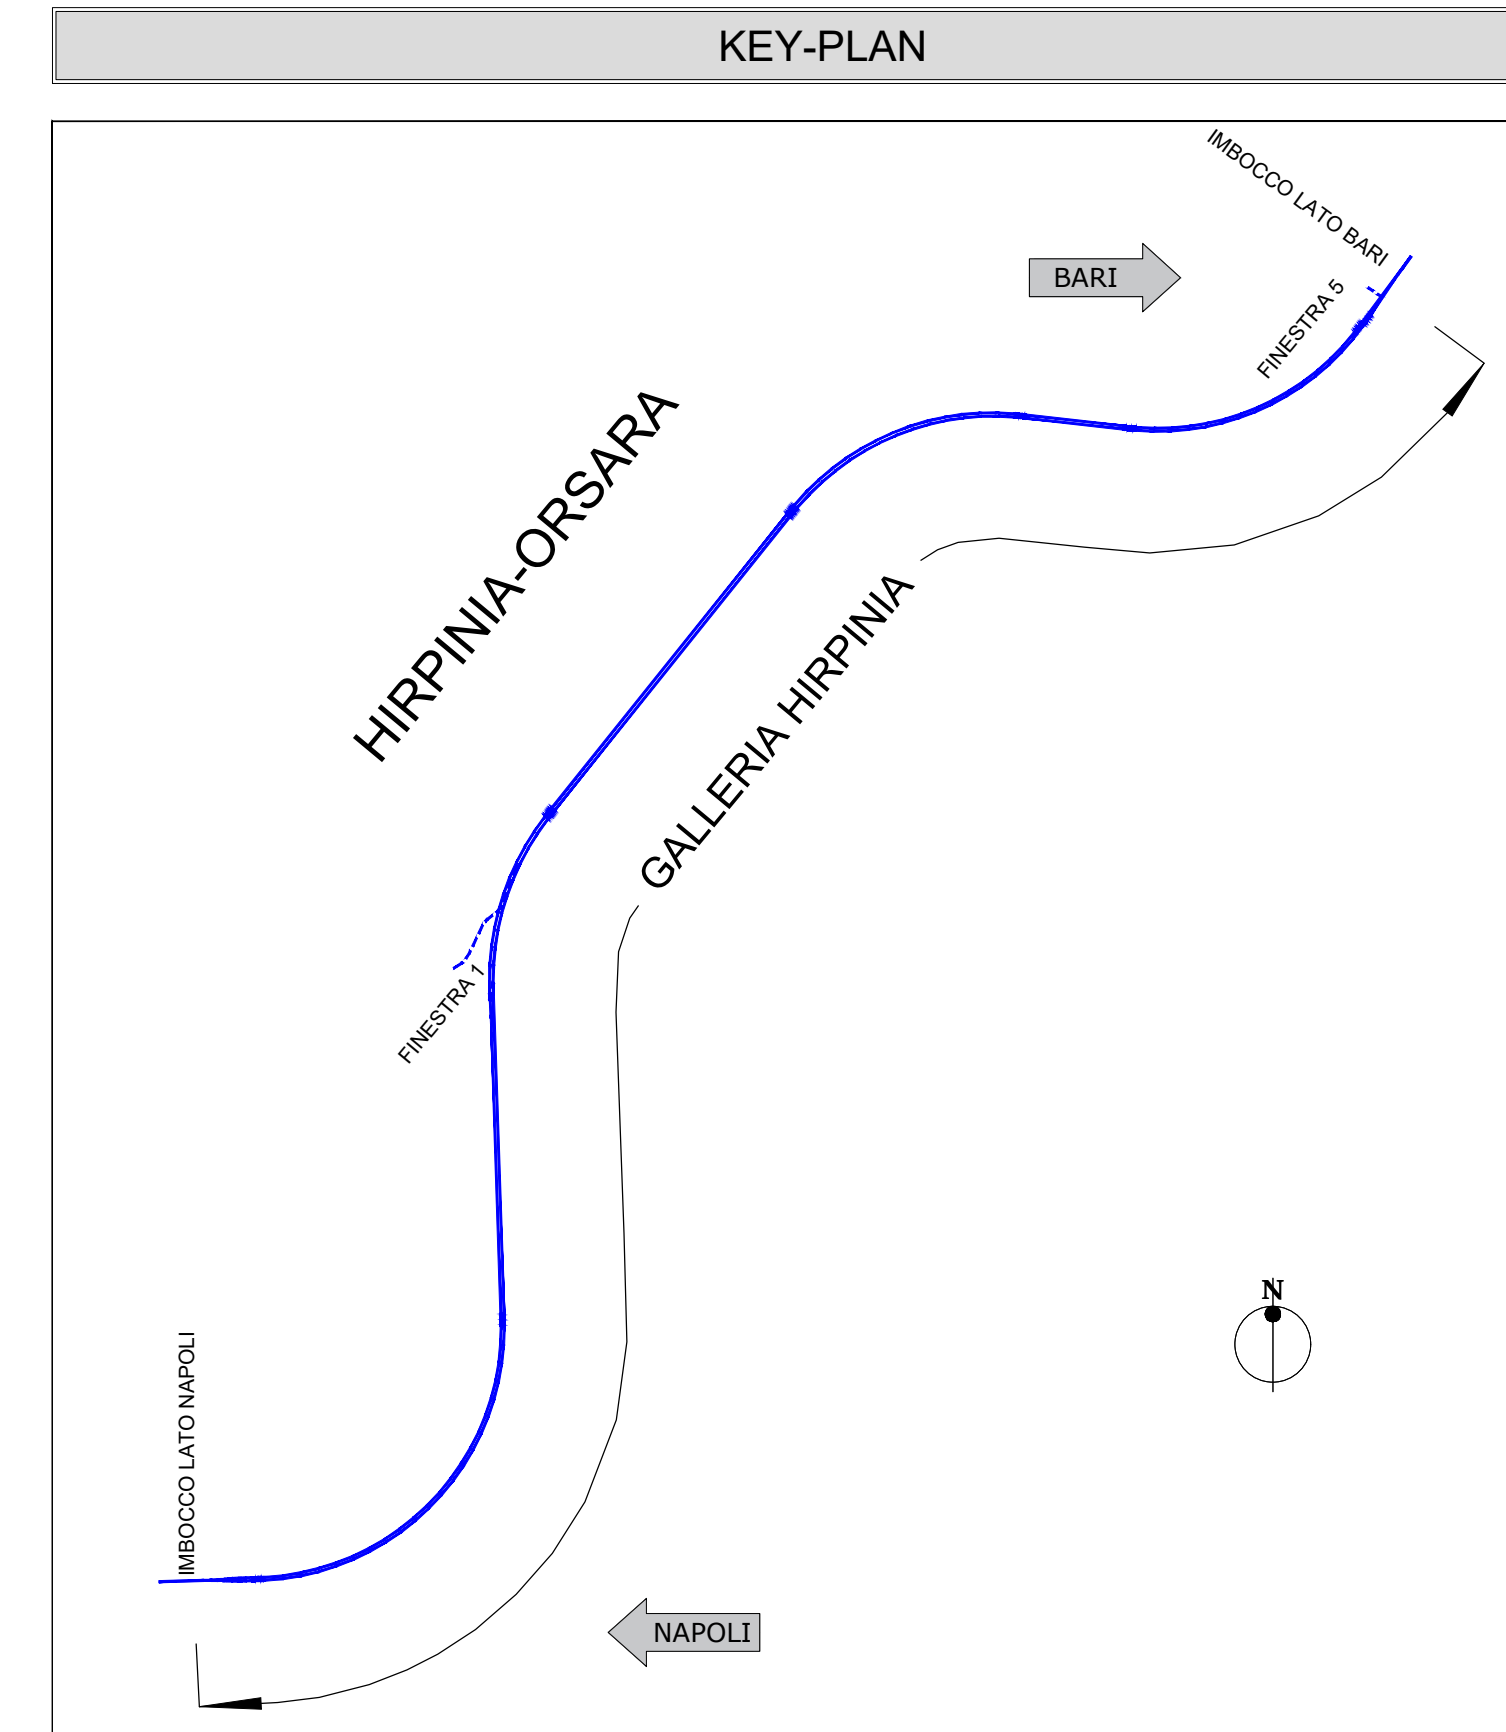 KEY-PLAN
IMBOCCO LATO BARI
BARI
FINESTRA 5
HIRPINIA-ORSARA
GALLERIA HIRPINIA
FINESTRA 1
N
IMBOCCO LATO NAPOLI
NAPOLI